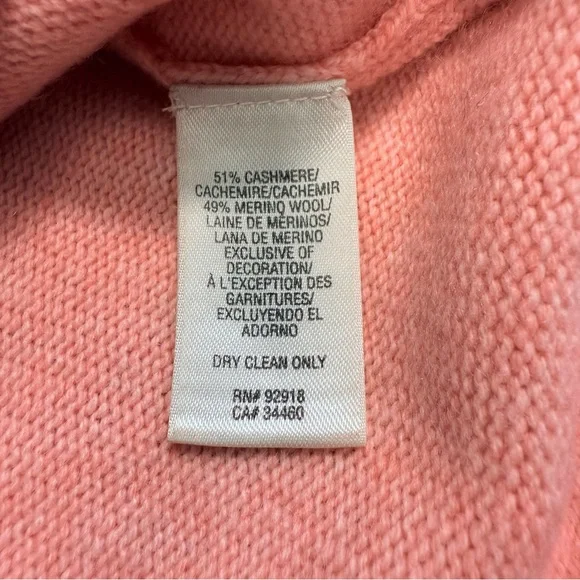 51% CASHMERE/
CACHEMIRE/CACHEMIR
49% MERINO WOOL/
LAINE DE MÉRINOS/
LANA DE MERINO
EXCLUSIVE OF
DECORATION/
À L'EXCEPTION DES
GARNITURES/
EXCLUYENDO EL
ADORNO
DRY CLEAN ONLY
RN# 92918
CA# 34460